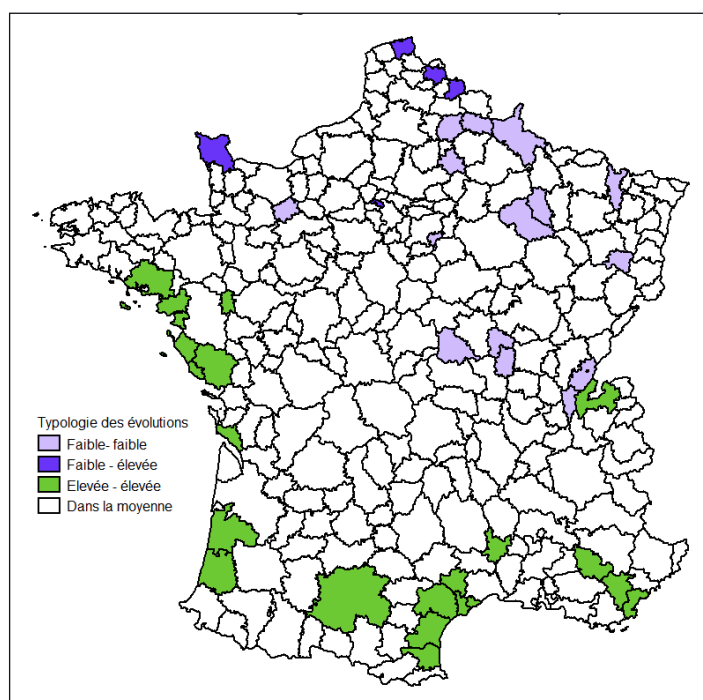 Typologie des évolutions
Faible- faible
Faible - élevée
Elevée - élevée
Dans la moyenne